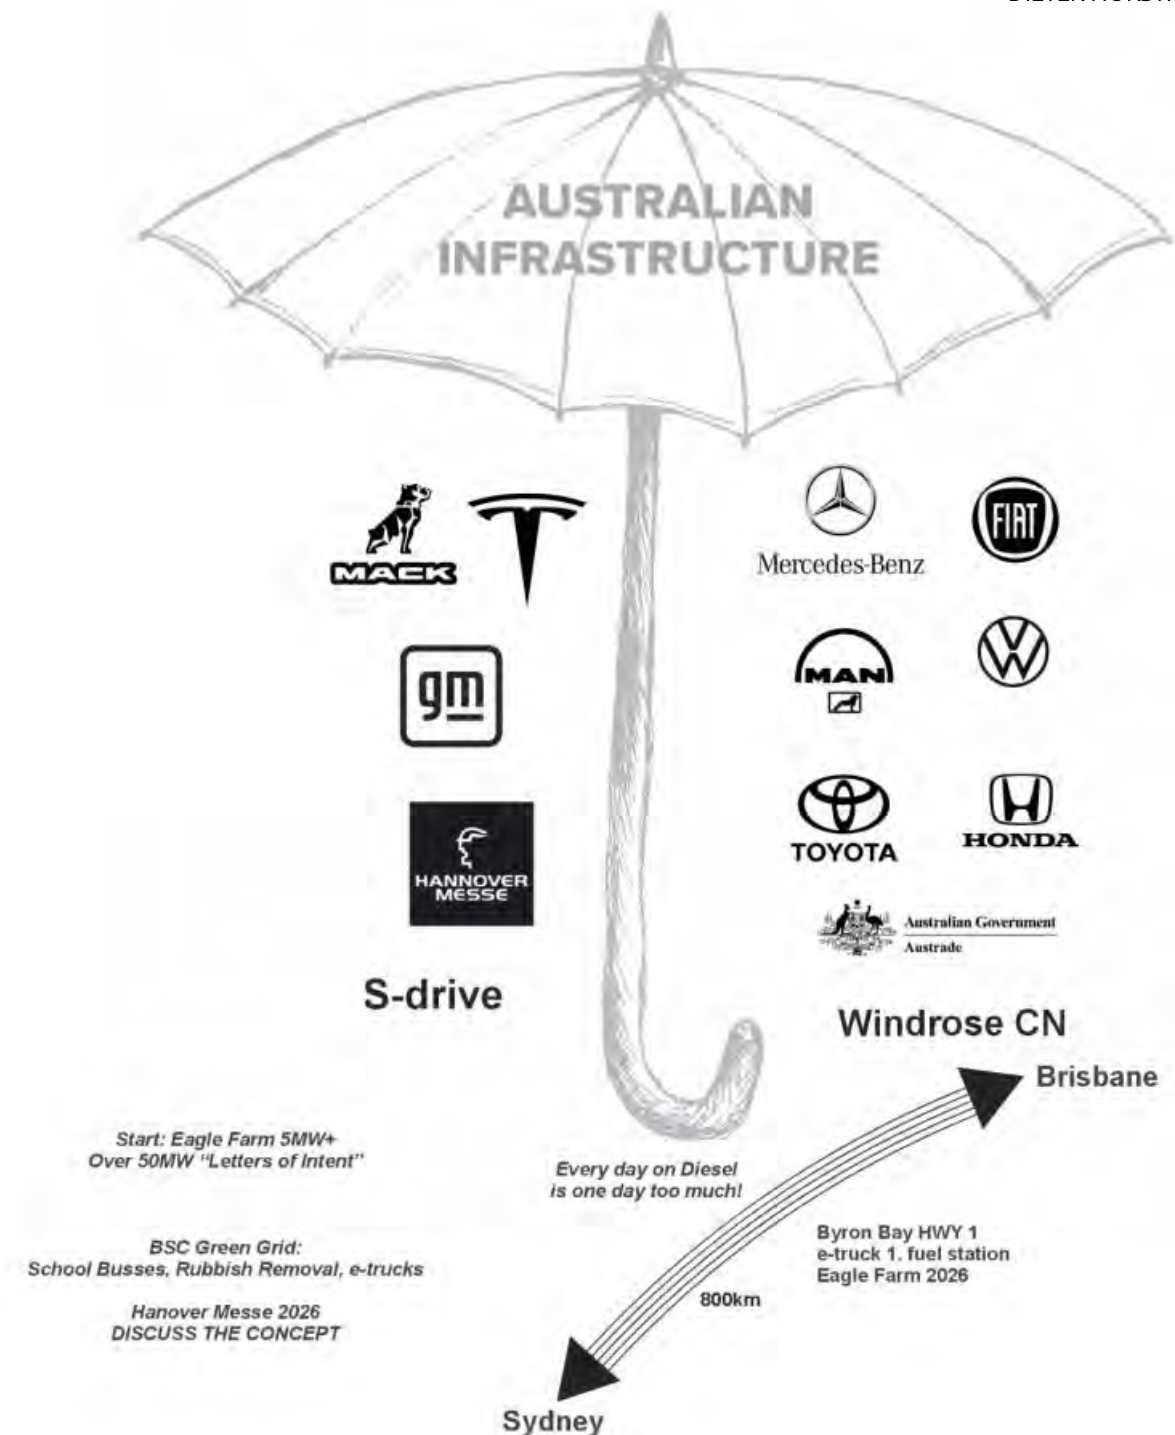 AUSTRALIAN
INFRASTRUCTURE
MACK
gm
HANNOVER
MESSE
S-drive
Mercedes-Benz
FIAT
MAN
VW
TOYOTA
HONDA
Australian Government
Austrade
Windrose CN
Brisbane
Start: Eagle Farm 5MW+
Over 50MW “Letters of Intent”
BSC Green Grid:
School Busses, Rubbish Removal, e-trucks
Hanover Messe 2026
DISCUSS THE CONCEPT
Every day on Diesel
is one day too much!
Byron Bay HWY 1
e-truck 1. fuel station
Eagle Farm 2026
800km
Sydney